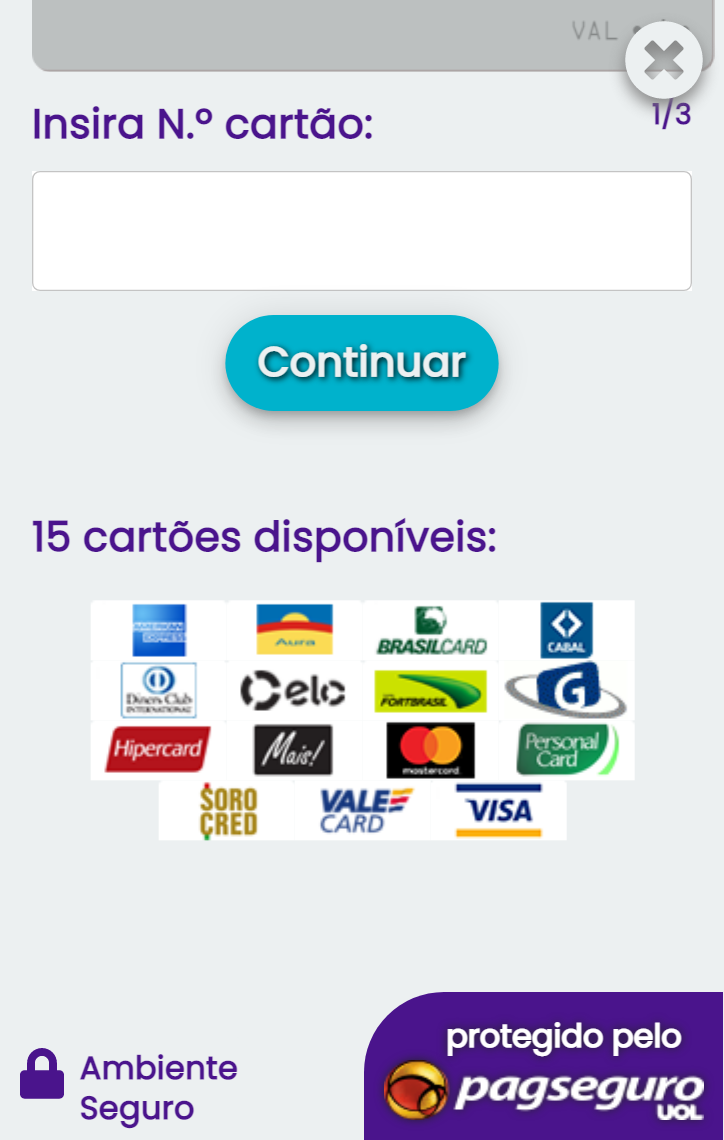 VAL
Insira N.º cartão:
1/3
Continuar
15 cartões disponíveis:
AMERICAN EXPRESS
Aura
BRASILCARD
CABAL
Diners Club
INTERNATIONAL
elo
FORTBRASIL
G
Hipercard
Mais!
mastercard
Personal
Card
SORO
CRED
VALE
CARD
VISA
Ambiente
Seguro
protegido pelo
pagseguro
UOL